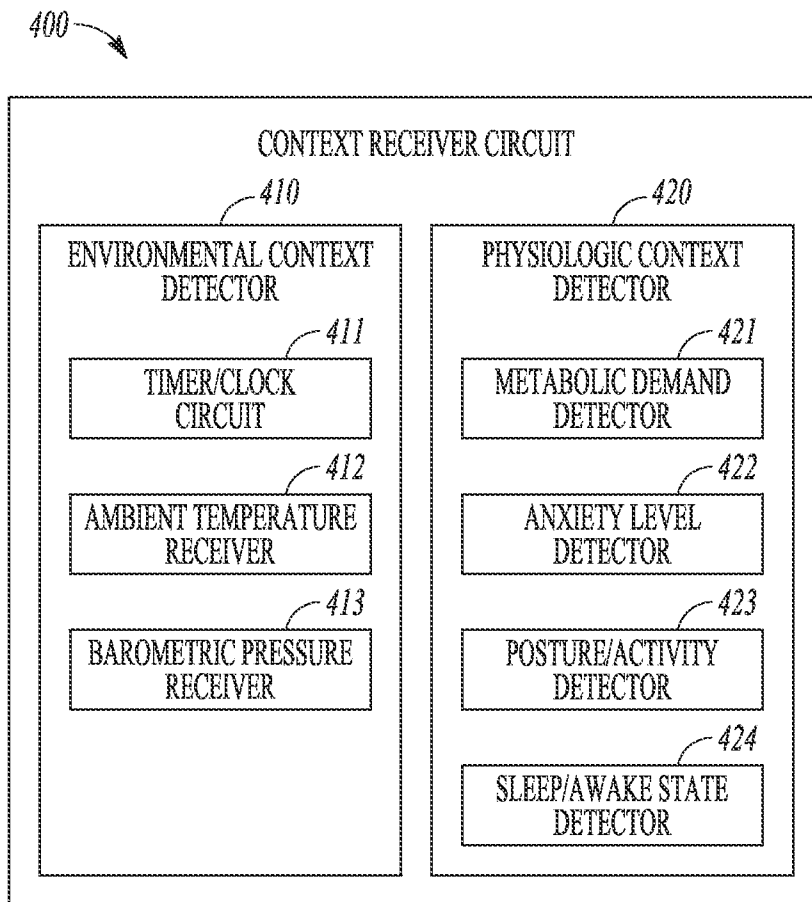 400
CONTEXT RECEIVER CIRCUIT
410
ENVIRONMENTAL CONTEXT
DETECTOR
411
TIMER/CLOCK
CIRCUIT
412
AMBIENT TEMPERATURE
RECEIVER
413
BAROMETRIC PRESSURE
RECEIVER
420
PHYSIOLOGIC CONTEXT
DETECTOR
421
METABOLIC DEMAND
DETECTOR
422
ANXIETY LEVEL
DETECTOR
423
POSTURE/ACTIVITY
DETECTOR
424
SLEEP/AWAKE STATE
DETECTOR